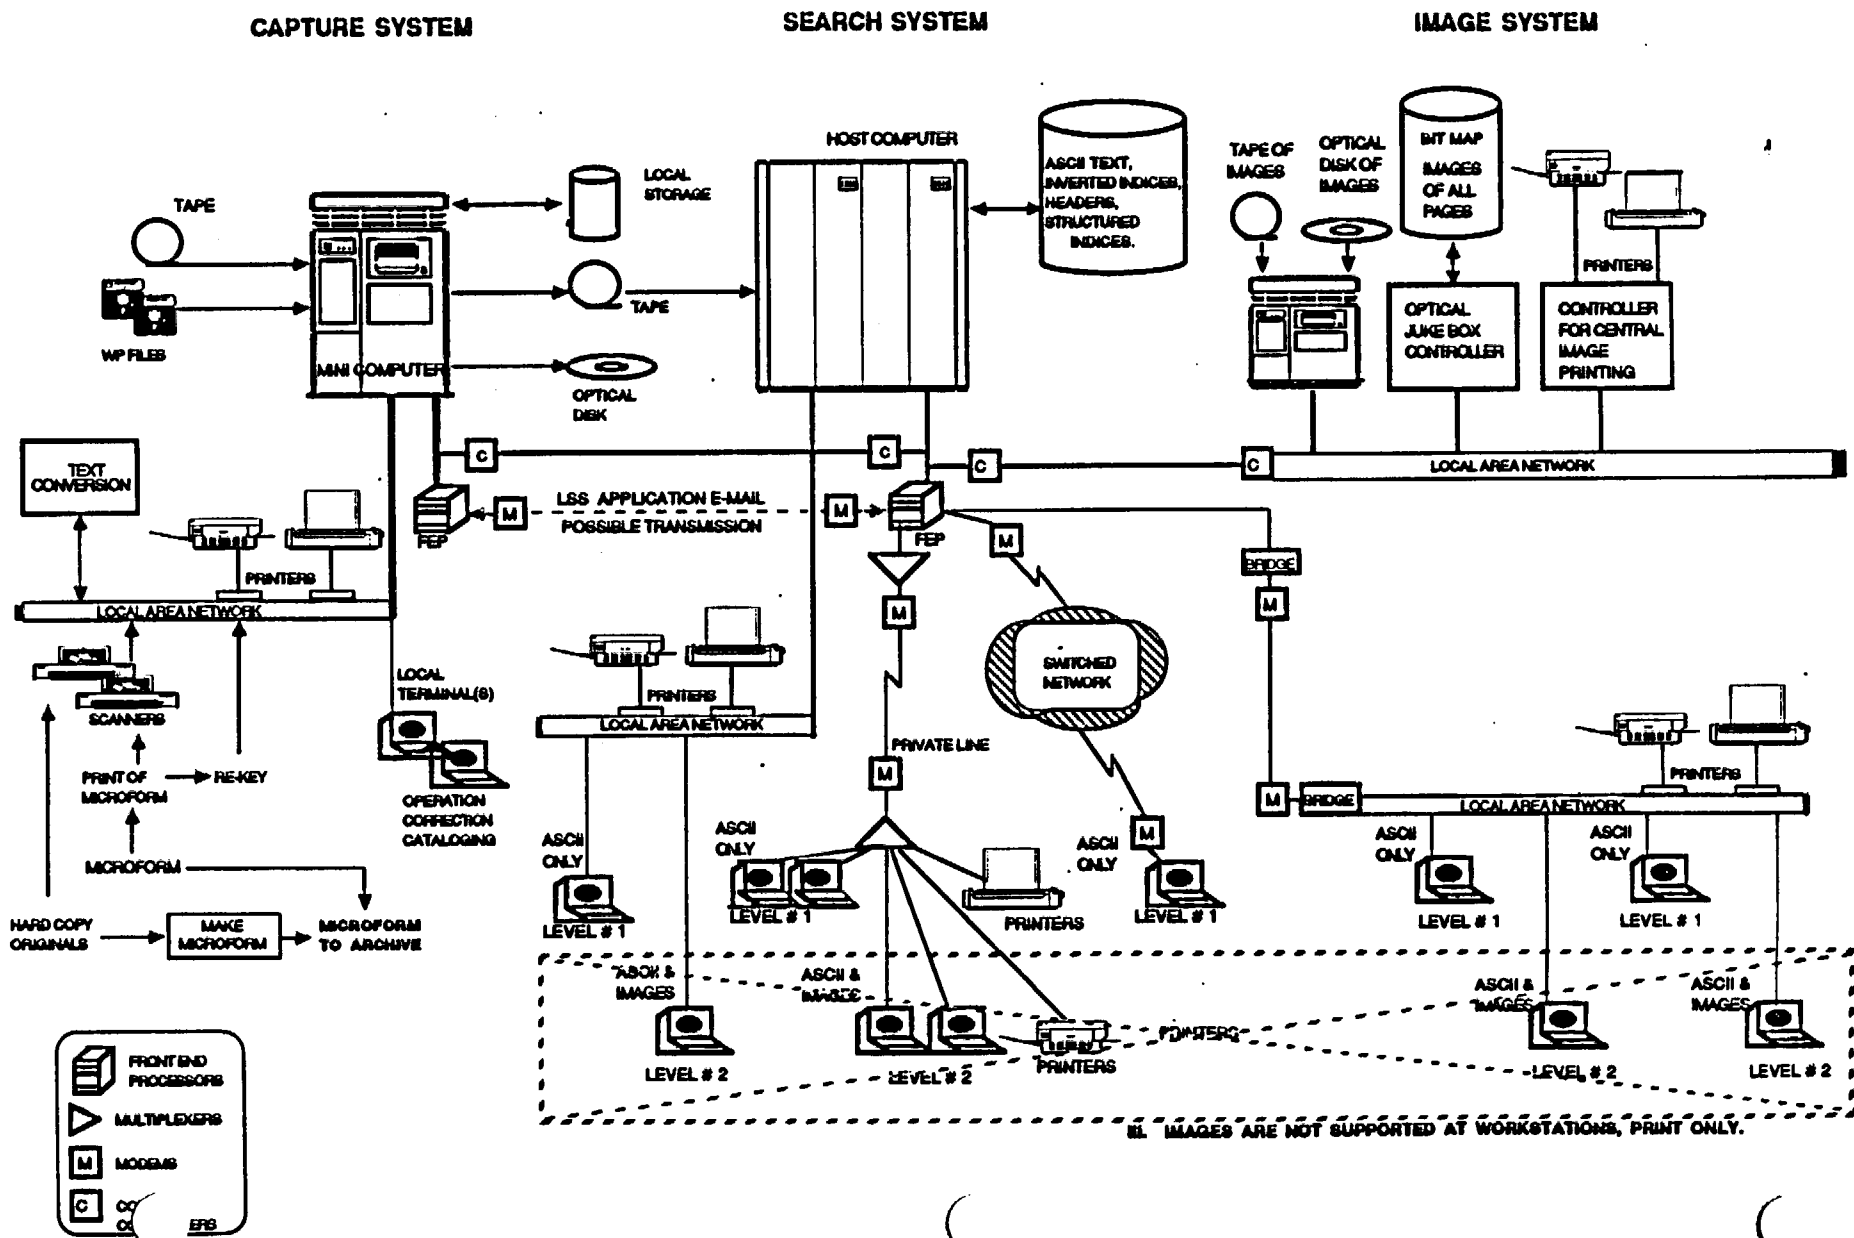 CAPTURE SYSTEM
SEARCH SYSTEM
IMAGE SYSTEM
TAPE
WP FILES
MINI COMPUTER
LOCAL
STORAGE
TAPE
OPTICAL
DISK
HOST COMPUTER
ASCII TEXT,
INVERTED INDICES,
HEADERS,
STRUCTURED
INDICES.
TAPE OF
IMAGES
OPTICAL
DISK OF
IMAGES
BIT MAP
IMAGES
OF ALL
PAGES
PRINTERS
OPTICAL
JUKE BOX
CONTROLLER
CONTROLLER
FOR CENTRAL
IMAGE
PRINTING
C
C
C
C
LOCAL AREA NETWORK
TEXT
CONVERSION
PRINTERS
LOCAL AREA NETWORK
FEP
M
LSS APPLICATION E-MAIL
POSSIBLE TRANSMISSION
M
FEP
M
M
BRIDGE
M
SCANNERS
LOCAL
TERMINAL(S)
PRINT OF
MICROFORM
RE-KEY
OPERATION
CORRECTION
CATALOGING
MICROFORM
HARD COPY
ORIGINALS
MAKE
MICROFORM
MICROFORM
TO ARCHIVE
PRINTERS
LOCAL AREA NETWORK
PRIVATE LINE
M
SWITCHED
NETWORK
M
BRIDGE
PRINTERS
LOCAL AREA NETWORK
ASCII
ONLY
LEVEL # 1
ASCII
ONLY
LEVEL # 1
PRINTERS
ASCII
ONLY
M
LEVEL # 1
ASCII
ONLY
LEVEL # 1
ASCII
ONLY
LEVEL # 1
ASCII &
IMAGES
LEVEL # 2
ASCII &
IMAGES
LEVEL # 2
PRINTERS
PRINTERS
ASCII &
IMAGES
LEVEL # 2
ASCII &
IMAGES
LEVEL # 2
III. IMAGES ARE NOT SUPPORTED AT WORKSTATIONS, PRINT ONLY.
FRONT END
PROCESSORS
MULTIPLEXERS
M MODEMS
C
ERS